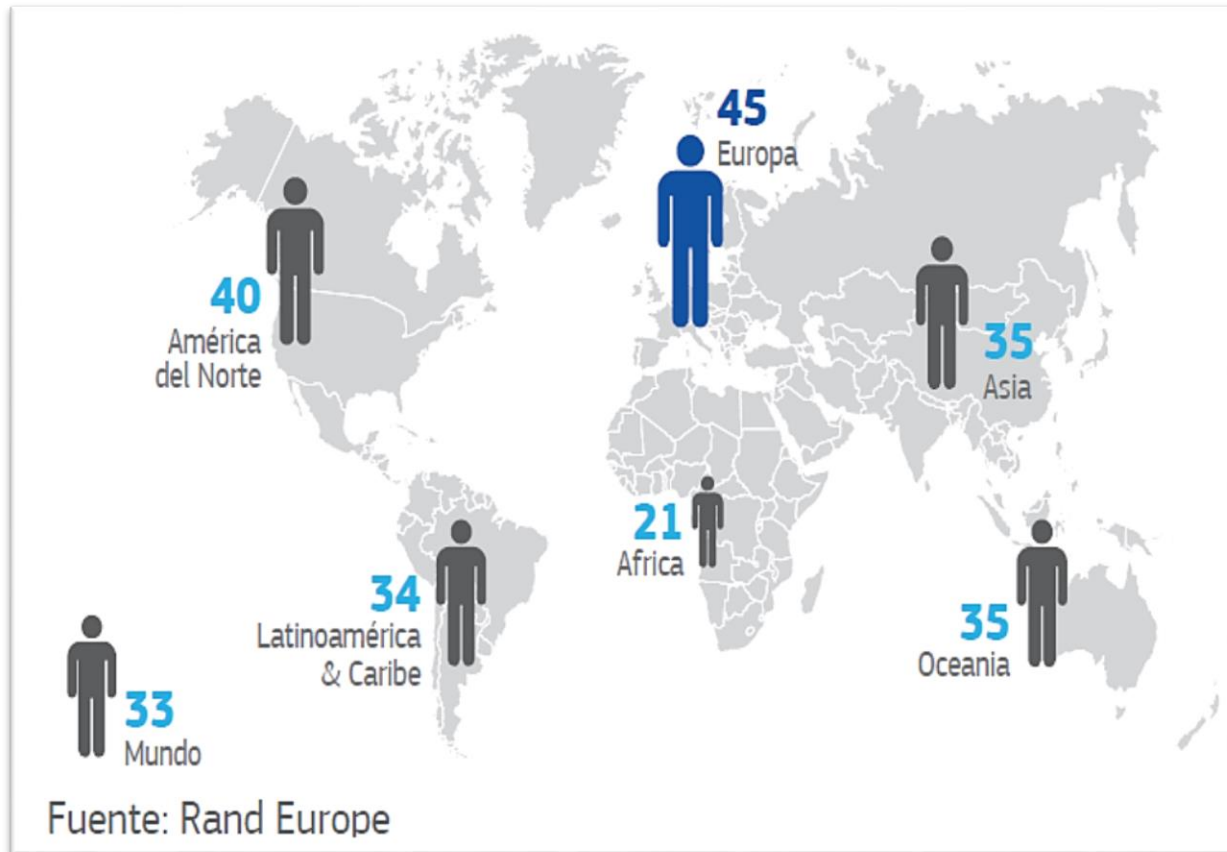 45
Europa
40
América
del Norte
35
Asia
21
Africa
34
Latinoamérica
& Caribe
35
Oceania
33
Mundo
Fuente: Rand Europe